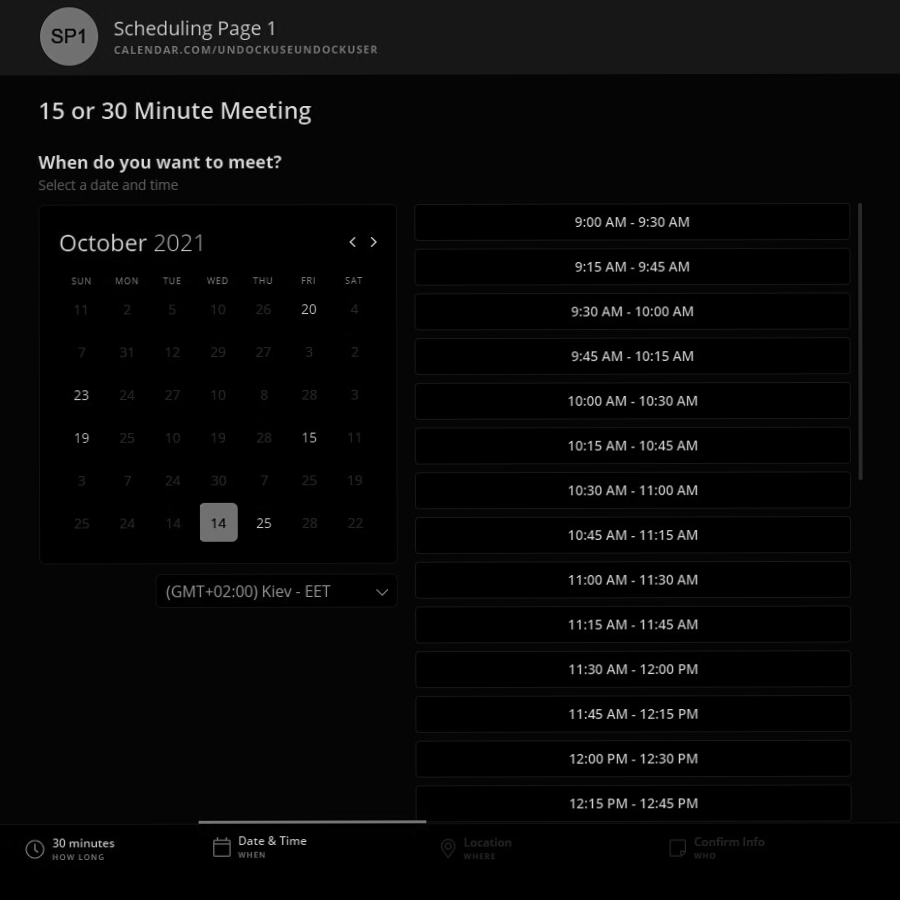 SP1
Scheduling Page 1
CALENDAR.COM/UNDOCKUSEUNDOCKUSER
15 or 30 Minute Meeting
When do you want to meet?
Select a date and time
October 2021
SUN MON TUE WED THU FRI SAT
11 2 5 10 26 20 4
7 31 12 29 27 3 2
23 24 27 10 8 28 3
19 25 10 19 28 15 11
3 7 24 30 7 25 19
25 24 14 14 25 28 22
(GMT+02:00) Kiev - EET
9:00 AM - 9:30 AM
9:15 AM - 9:45 AM
9:30 AM - 10:00 AM
9:45 AM - 10:15 AM
10:00 AM - 10:30 AM
10:15 AM - 10:45 AM
10:30 AM - 11:00 AM
10:45 AM - 11:15 AM
11:00 AM - 11:30 AM
11:15 AM - 11:45 AM
11:30 AM - 12:00 PM
11:45 AM - 12:15 PM
12:00 PM - 12:30 PM
12:15 PM - 12:45 PM
30 minutes
HOW LONG
Date & Time
WHEN
Location
WHERE
Confirm Info
WHO